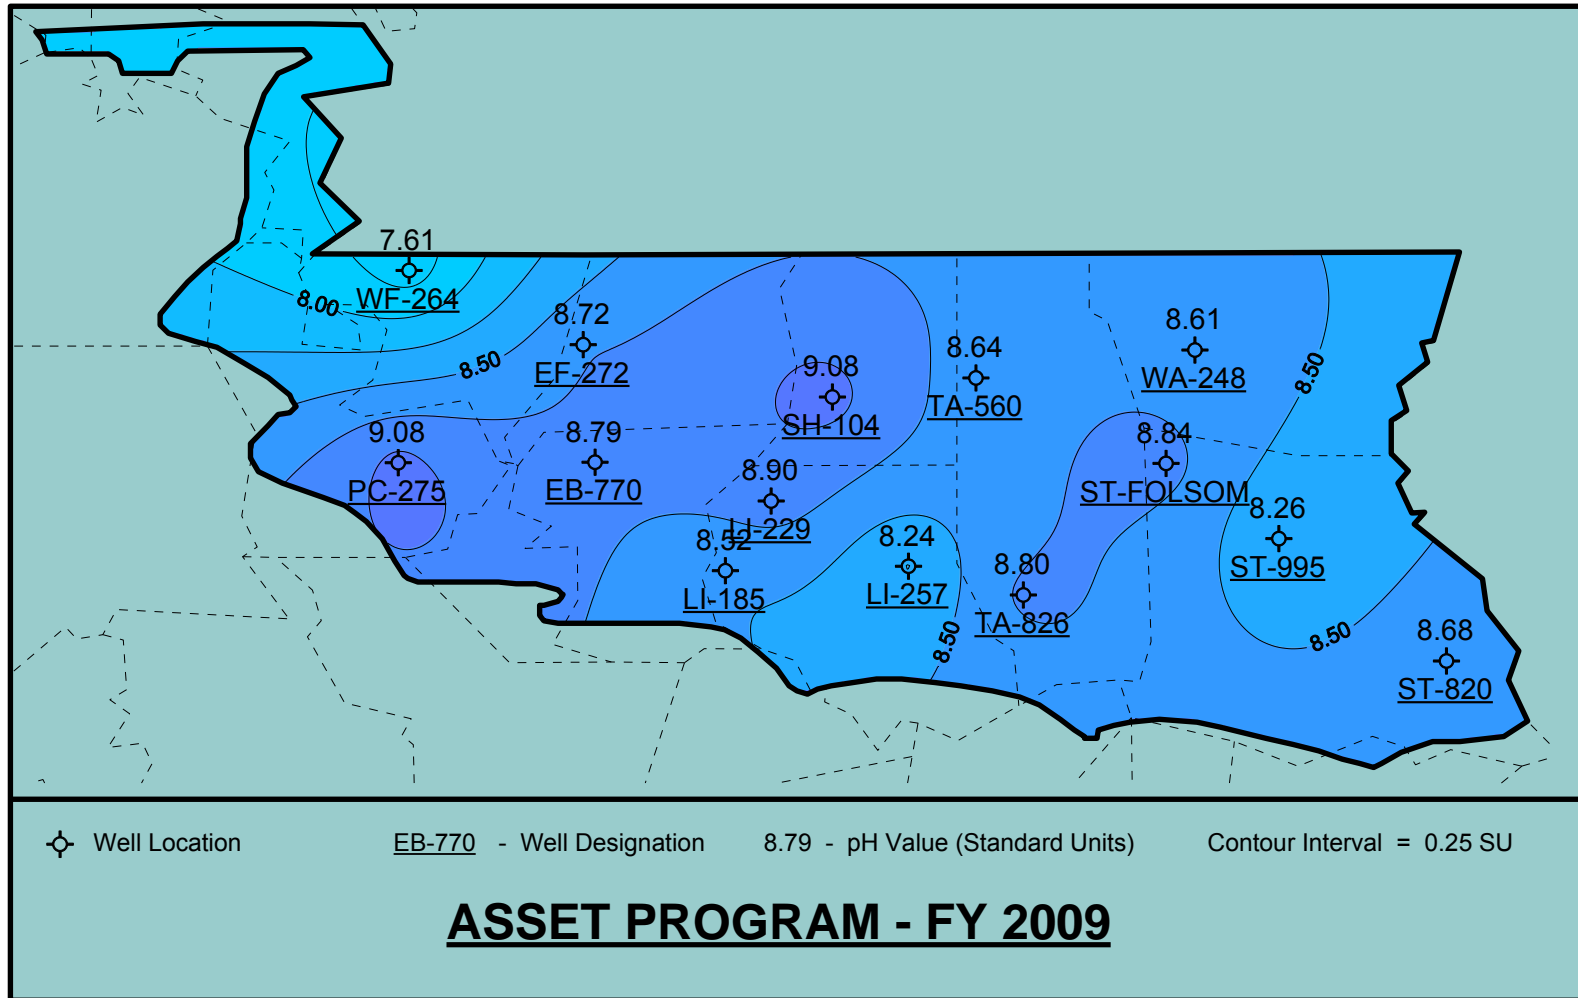 7.61
WF-264
8.00
8.72
EF-272
8.50
9.08
SH-104
8.64
TA-560
8.61
WA-248
8.50
9.08
PC-275
8.79
EB-770
8.90
LI-229
8.84
ST-FOLSOM
8.52
LI-185
8.24
LI-257
8.26
ST-995
8.80
TA-826
8.50
8.50
8.68
ST-820
Well Location EB-770 - Well Designation 8.79 - pH Value (Standard Units) Contour Interval = 0.25 SU
ASSET PROGRAM - FY 2009